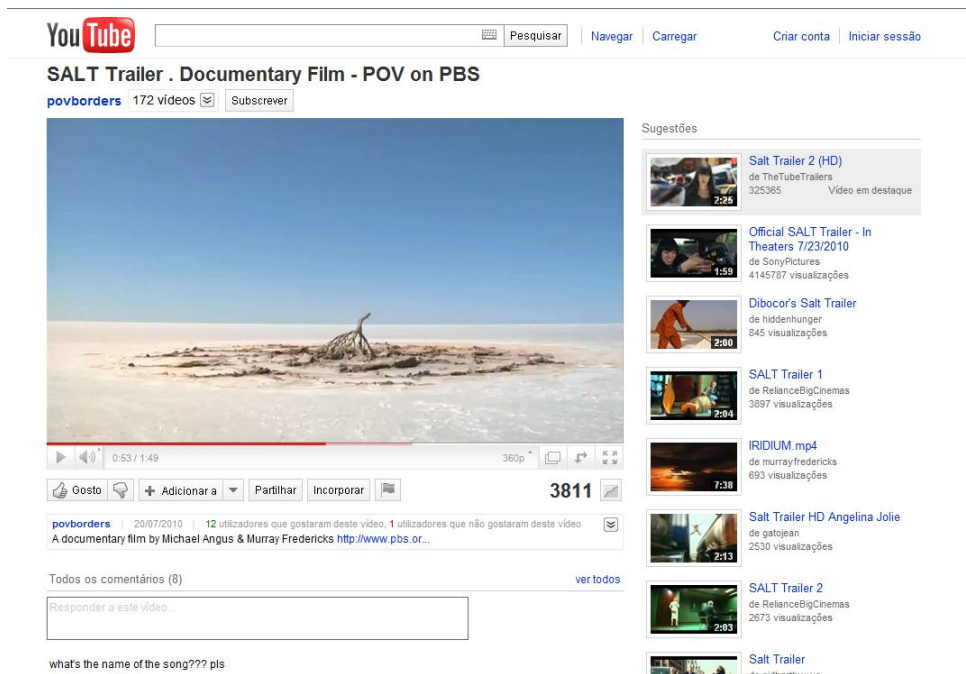 YouTube
Pesquisar
Navegar
Carregar
Criar conta
Iniciar sessão
SALT Trailer . Documentary Film - POV on PBS
povborders 172 vídeos
Subscrever
0:53 / 1:49
360p
Gosto
Adicionar a
Partilhar
Incorporar
3811
povborders | 20/07/2010 | 12 utilizadores que gostaram deste vídeo, 1 utilizadores que não gostaram deste vídeo
A documentary film by Michael Angus & Murray Fredericks http://www.pbs.or...
Todos os comentários (8)
ver todos
Responder a este vídeo...
what's the name of the song??? pls
Sugestões
2:25
Salt Trailer 2 (HD)
de TheTubeTrailers
325365 Vídeo em destaque
1:59
Official SALT Trailer - In
Theaters 7/23/2010
de SonyPictures
4145787 visualizações
2:00
Dibocor's Salt Trailer
de hiddenhunger
845 visualizações
2:04
SALT Trailer 1
de RelianceBigCinemas
3897 visualizações
7:38
IRIDIUM.mp4
de murrayfredericks
693 visualizações
2:13
Salt Trailer HD Angelina Jolie
de gatojean
2530 visualizações
2:03
SALT Trailer 2
de RelianceBigCinemas
2673 visualizações
Salt Trailer